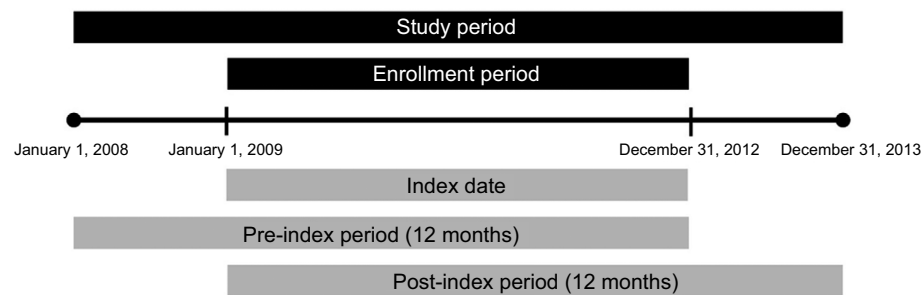 Study period
Enrollment period
January 1, 2008 January 1, 2009 December 31, 2012 December 31, 2013
Index date
Pre-index period (12 months)
Post-index period (12 months)